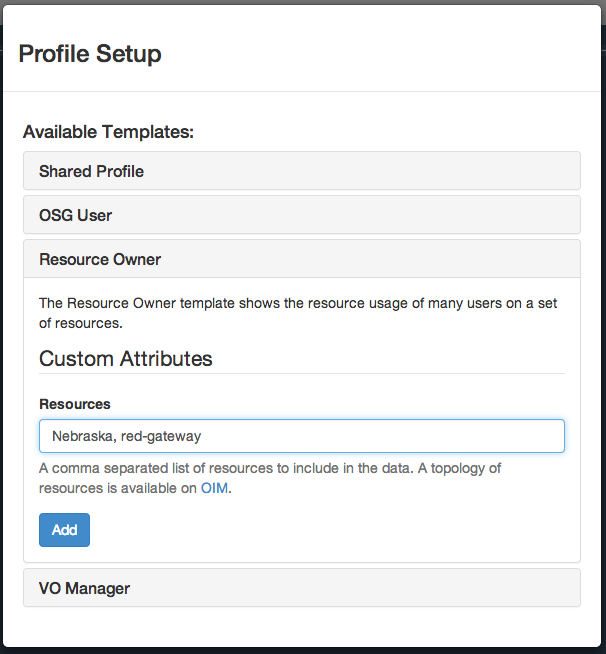 Profile Setup
Available Templates:
Shared Profile
OSG User
Resource Owner
The Resource Owner template shows the resource usage of many users on a set
of resources.
Custom Attributes
Resources
Nebraska, red-gateway
A comma separated list of resources to include in the data. A topology of
resources is available on OIM.
Add
VO Manager